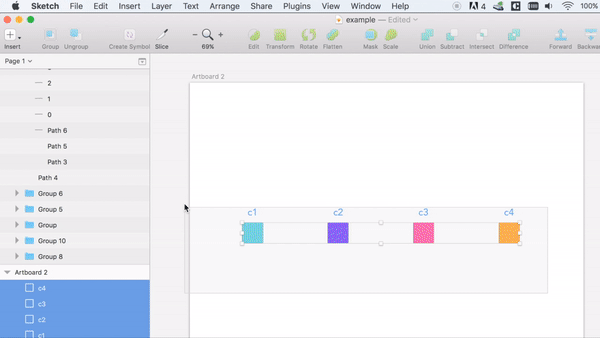 Sketch File Edit Insert Layer Text Arrange Share Plugins View Window Help 4 100%
example — Edited
Insert Group Ungroup Create Symbol Slice 69% Edit Transform Rotate Flatten Mask Scale Union Subtract Intersect Difference Forward Backwar
Page 1
Artboard 2
2
1
0
Path 6
Path 5
Path 3
Path 4
Group 6
Group 5
Group
Group 10
Group 8
Artboard 2
c4
c3
c2
c1
c1 c2 c3 c4